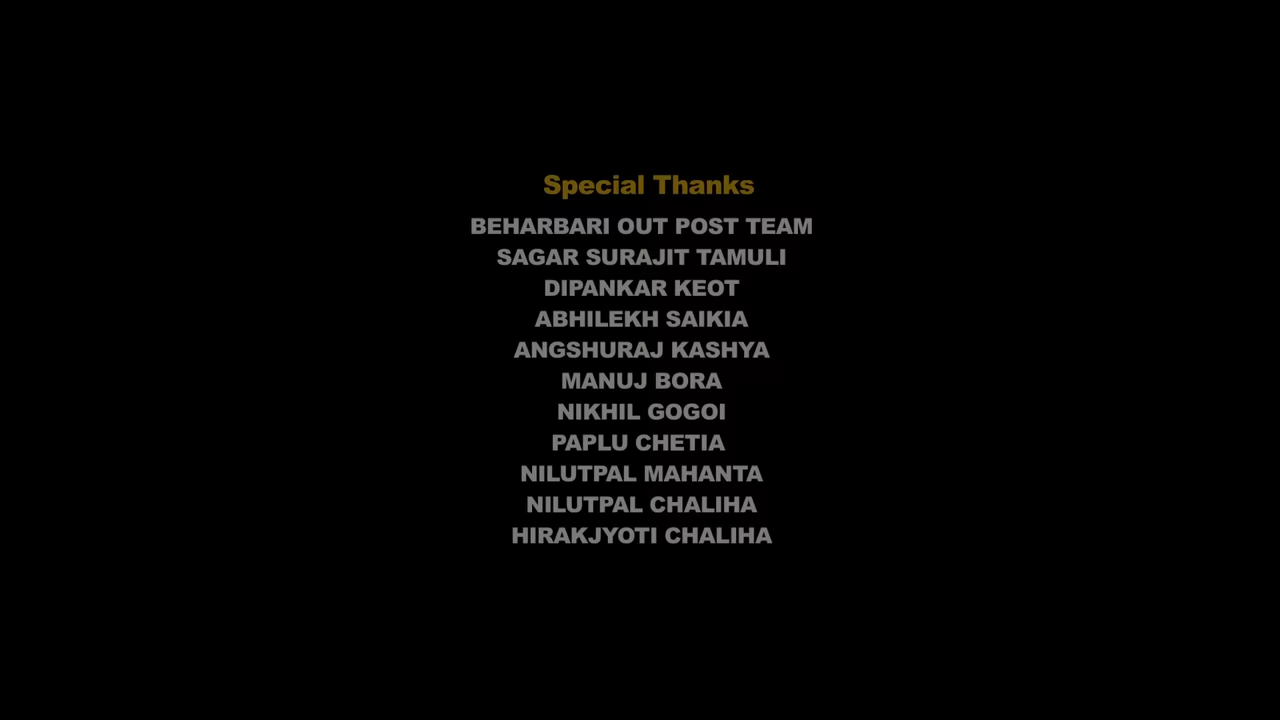 Special Thanks
BEHARBARI OUT POST TEAM
SAGAR SURAJIT TAMULI
DIPANKAR KEOT
ABHILEKH SAIKIA
ANGSHURAJ KASHYA
MANUJ BORA
NIKHIL GOGOI
PAPLU CHETIA
NILUTPAL MAHANTA
NILUTPAL CHALIHA
HIRAKJYOTI CHALIHA